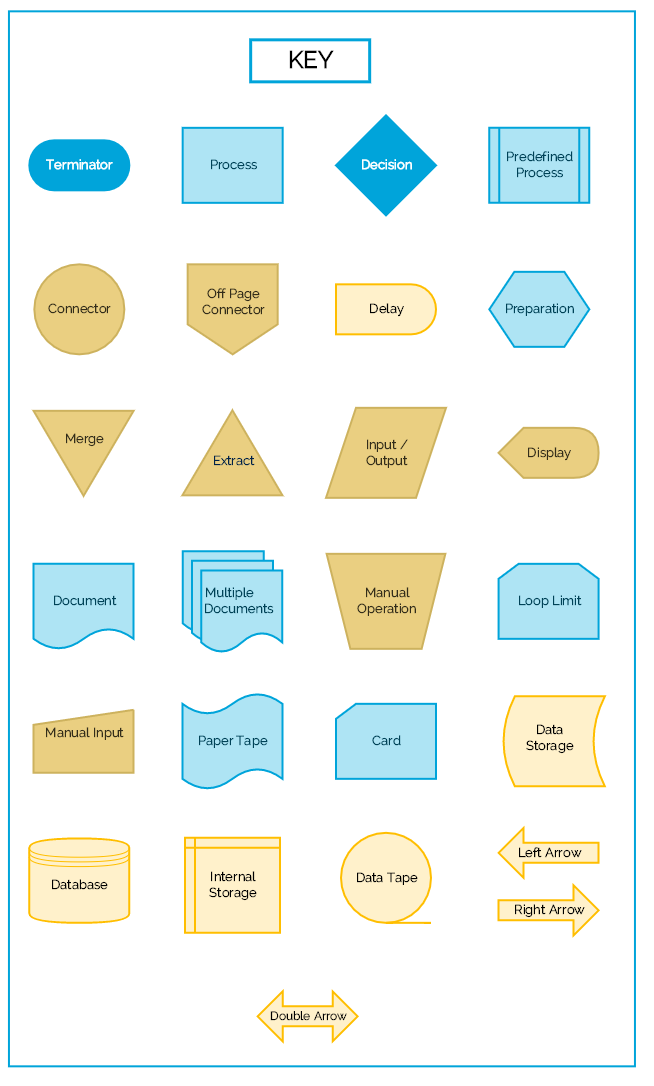 KEY
Terminator
Process
Decision
Predefined
Process
Connector
Off Page
Connector
Delay
Preparation
Merge
Extract
Input /
Output
Display
Document
Multiple
Documents
Manual
Operation
Loop Limit
Manual Input
Paper Tape
Card
Data
Storage
Database
Internal
Storage
Data Tape
Left Arrow
Right Arrow
Double Arrow